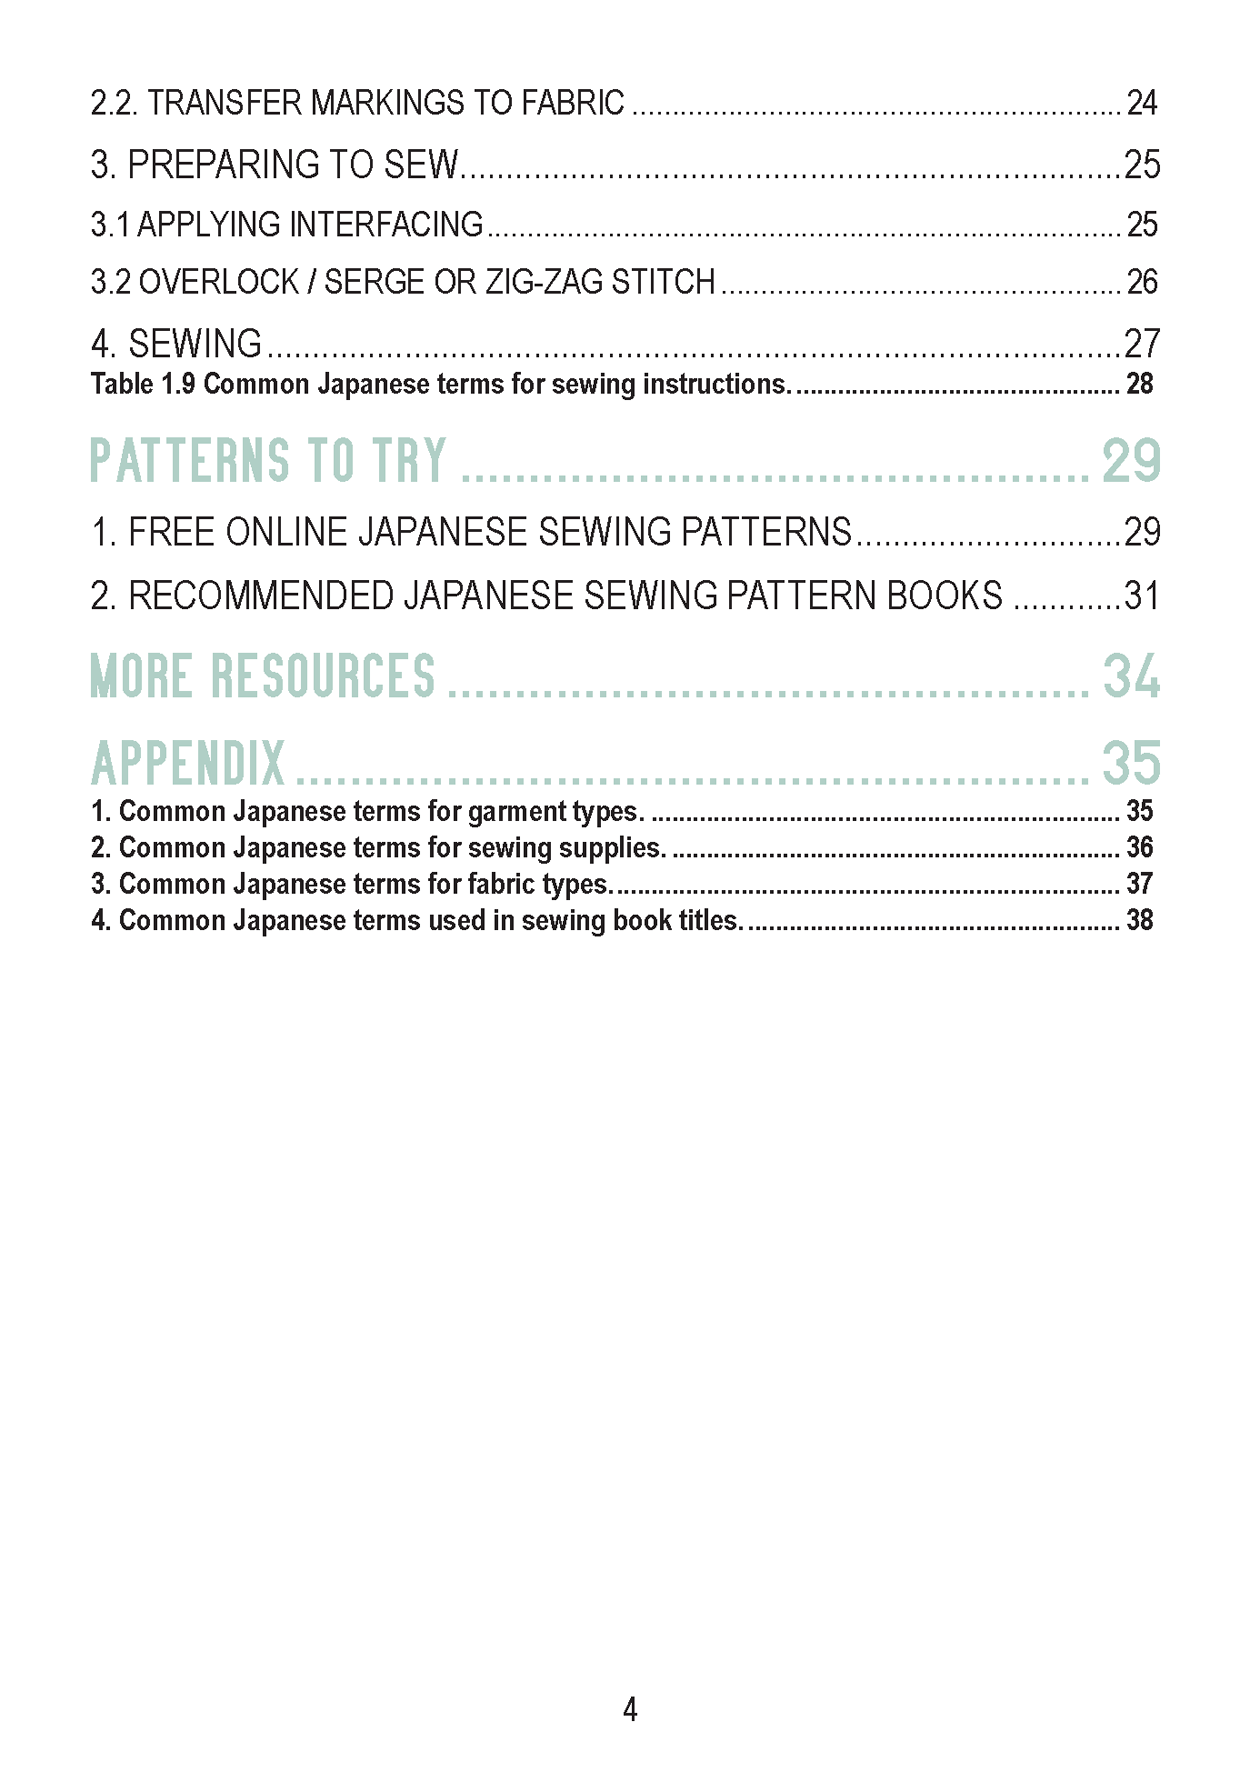 2.2. TRANSFER MARKINGS TO FABRIC ............................................................ 24
3. PREPARING TO SEW........................................................................25
3.1 APPLYING INTERFACING.............................................................................. 25
3.2 OVERLOCK / SERGE OR ZIG-ZAG STITCH ................................................. 26
4. SEWING.............................................................................................27
Table 1.9 Common Japanese terms for sewing instructions. .............................................. 28
PATTERNS TO TRY .............................................. 29
1. FREE ONLINE JAPANESE SEWING PATTERNS.............................29
2. RECOMMENDED JAPANESE SEWING PATTERN BOOKS ............31
MORE RESOURCES ............................................... 34
APPENDIX .......................................................... 35
1. Common Japanese terms for garment types. .................................................................... 35
2. Common Japanese terms for sewing supplies. ................................................................. 36
3. Common Japanese terms for fabric types.......................................................................... 37
4. Common Japanese terms used in sewing book titles. ...................................................... 38
4